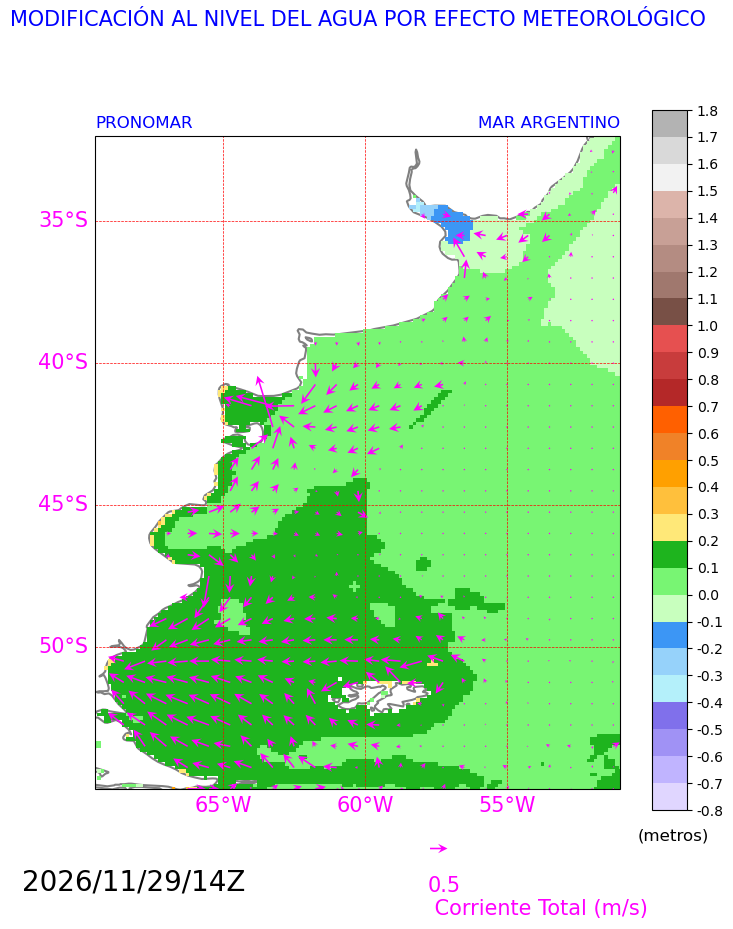 MODIFICACIÓN AL NIVEL DEL AGUA POR EFECTO METEOROLÓGICO
PRONOMAR
MAR ARGENTINO
1.8
1.7
1.6
1.5
1.4
1.3
1.2
1.1
1.0
0.9
0.8
0.7
0.6
0.5
0.4
0.3
0.2
0.1
0.0
-0.1
-0.2
-0.3
-0.4
-0.5
-0.6
-0.7
-0.8
(metros)
35°S
40°S
45°S
50°S
65°W
60°W
55°W
2026/11/29/14Z
0.5
Corriente Total (m/s)